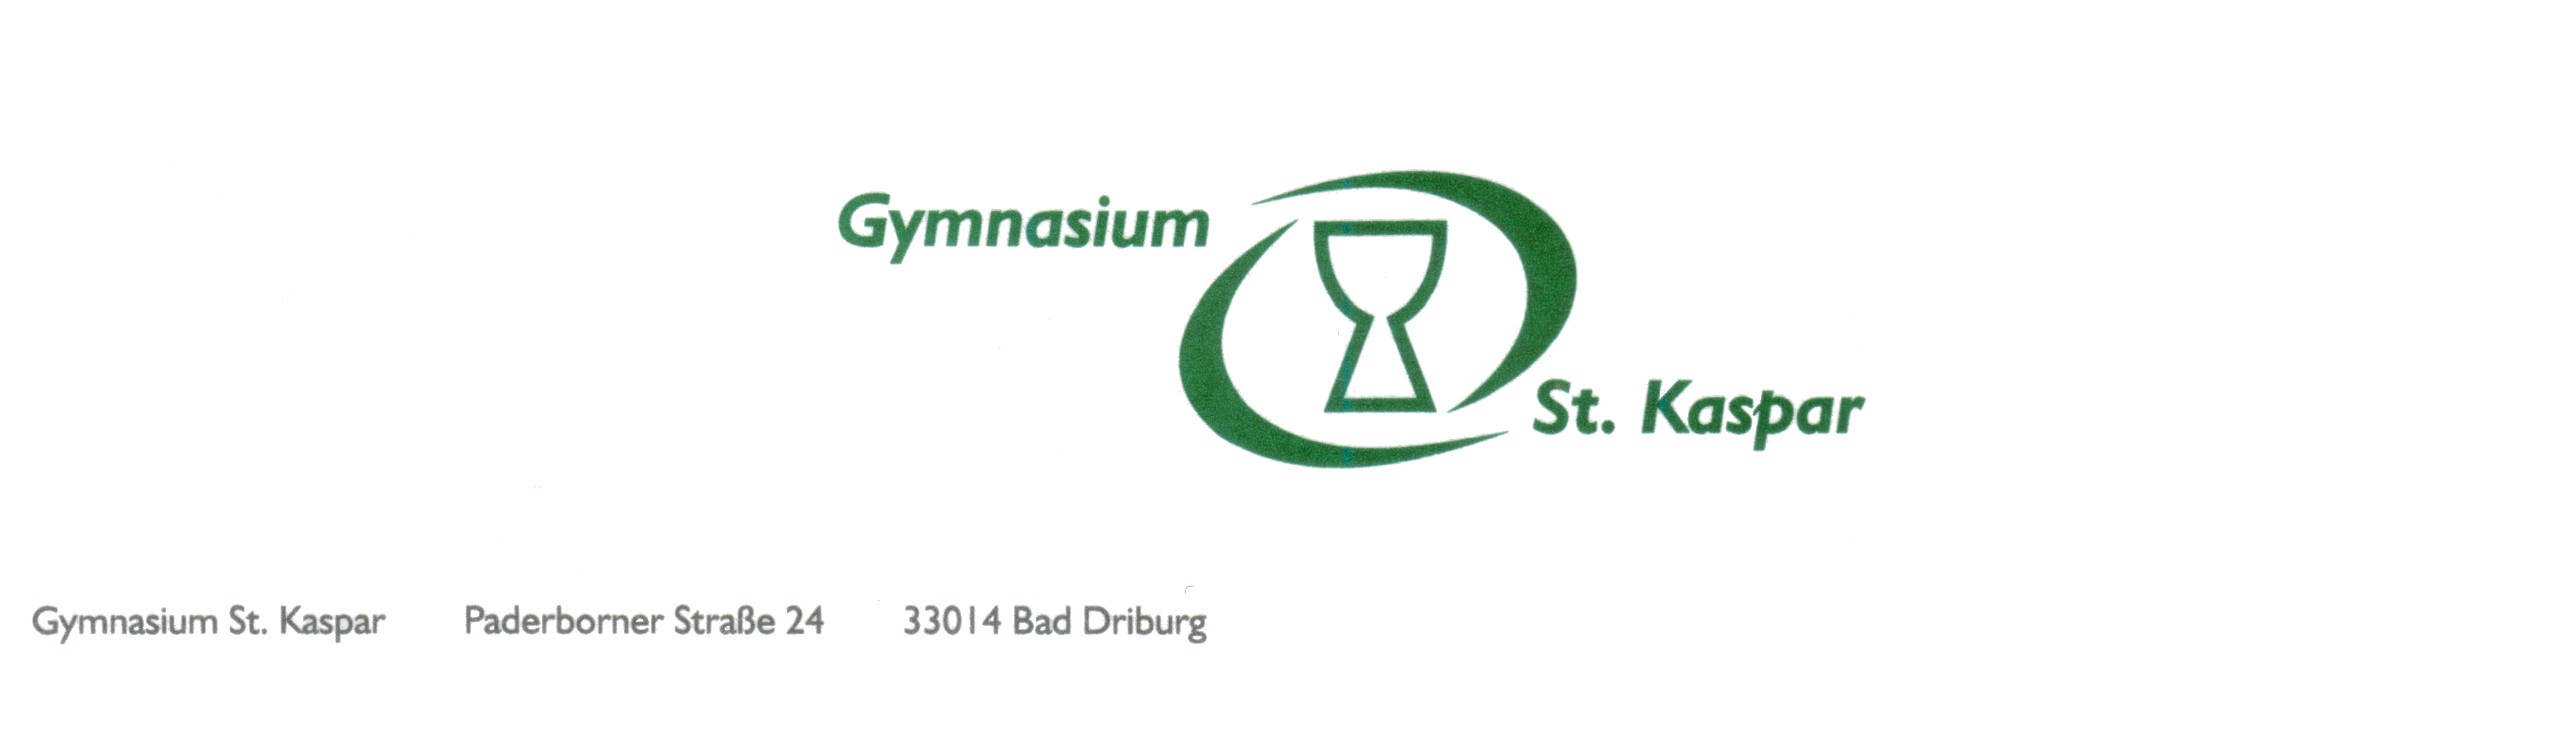 Gymnasium
St. Kaspar
Gymnasium St. Kaspar Paderborner Straße 24 33014 Bad Driburg